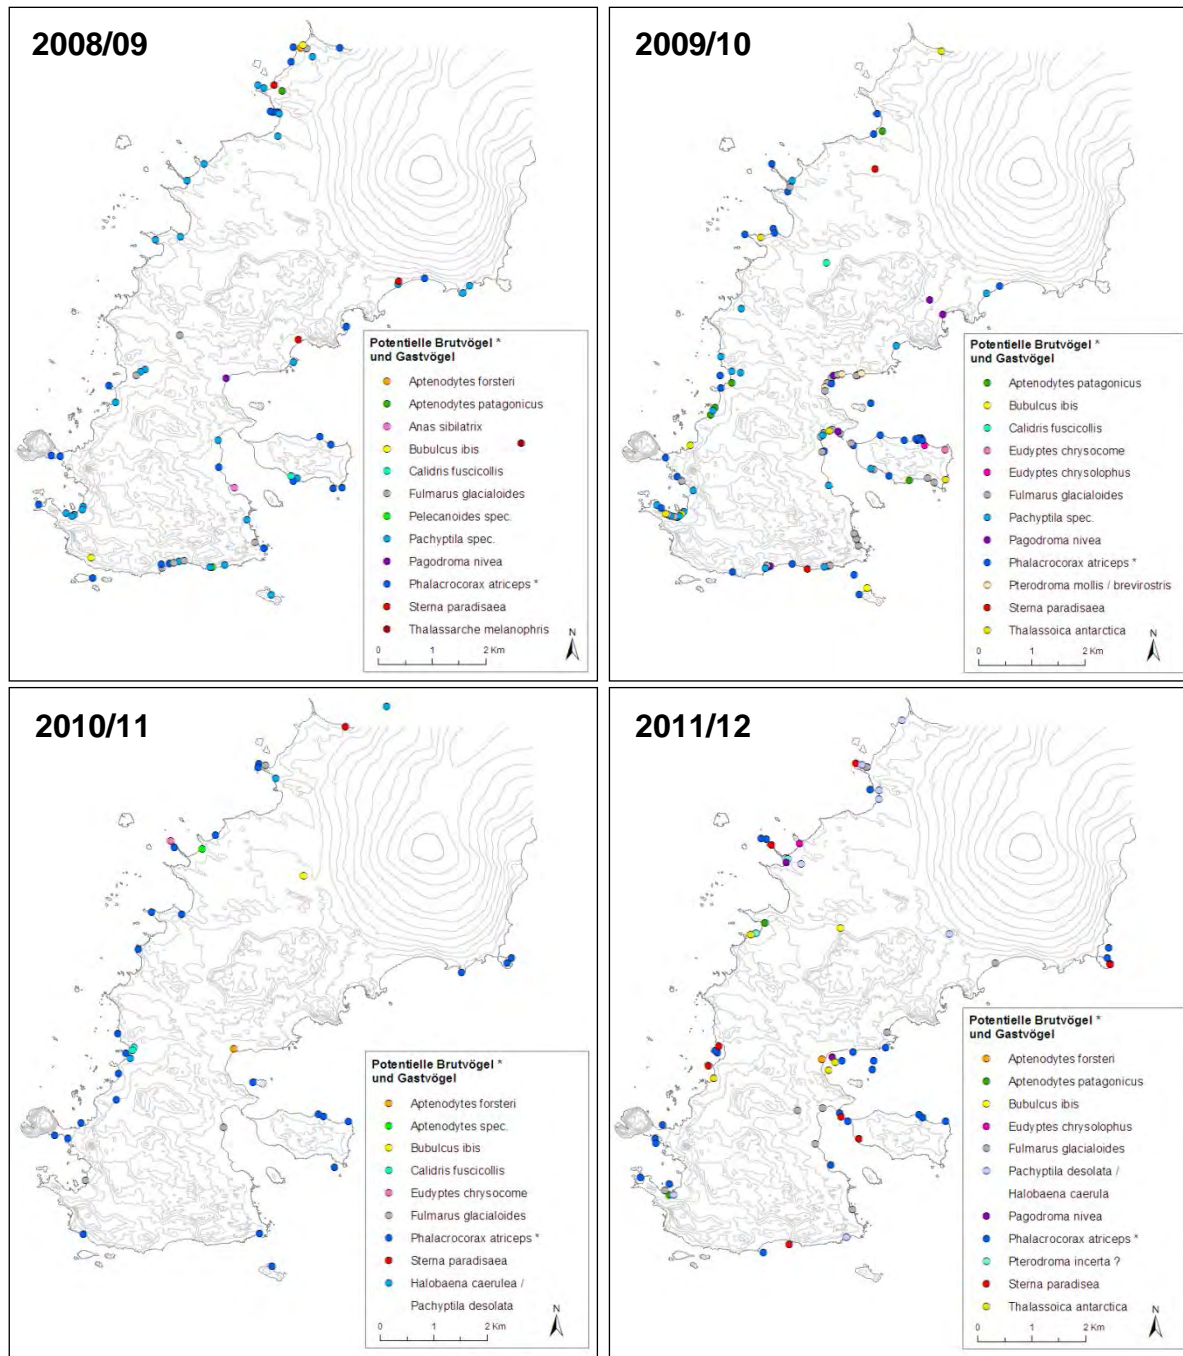 2008/09
Potentielle Brutvögel *
und Gastvögel
Aptenodytes forsteri
Aptenodytes patagonicus
Anas sibilatrix
Bubulcus ibis
Calidris fuscicollis
Fulmarus glacialoides
Pelecanoides spec.
Pachyptila spec.
Pagodroma nivea
Phalacrocorax atriceps *
Sterna paradisaea
Thalassarche melanophris
0 1 2 Km
N
2009/10
Potentielle Brutvögel *
und Gastvögel
Aptenodytes patagonicus
Bubulcus ibis
Calidris fuscicollis
Eudyptes chrysocome
Eudyptes chrysolophus
Fulmarus glacialoides
Pachyptila spec.
Pagodroma nivea
Phalacrocorax atriceps *
Pterodroma mollis / brevirostris
Sterna paradisaea
Thalassoica antarctica
0 1 2 Km
N
2010/11
Potentielle Brutvögel *
und Gastvögel
Aptenodytes forsteri
Aptenodytes spec.
Bubulcus ibis
Calidris fuscicollis
Eudyptes chrysocome
Fulmarus glacialoides
Phalacrocorax atriceps *
Sterna paradisaea
Halobaena caerulea /
Pachyptila desolata
0 1 2 Km
N
2011/12
Potentielle Brutvögel *
und Gastvögel
Aptenodytes forsteri
Aptenodytes patagonicus
Bubulcus ibis
Eudyptes chrysolophus
Fulmarus glacialoides
Pachyptila desolata /
Halobaena caerula
Pagodroma nivea
Phalacrocorax atriceps *
Pterodroma incerta ?
Sterna paradisea
Thalassoica antarctica
0 1 2 Km
N